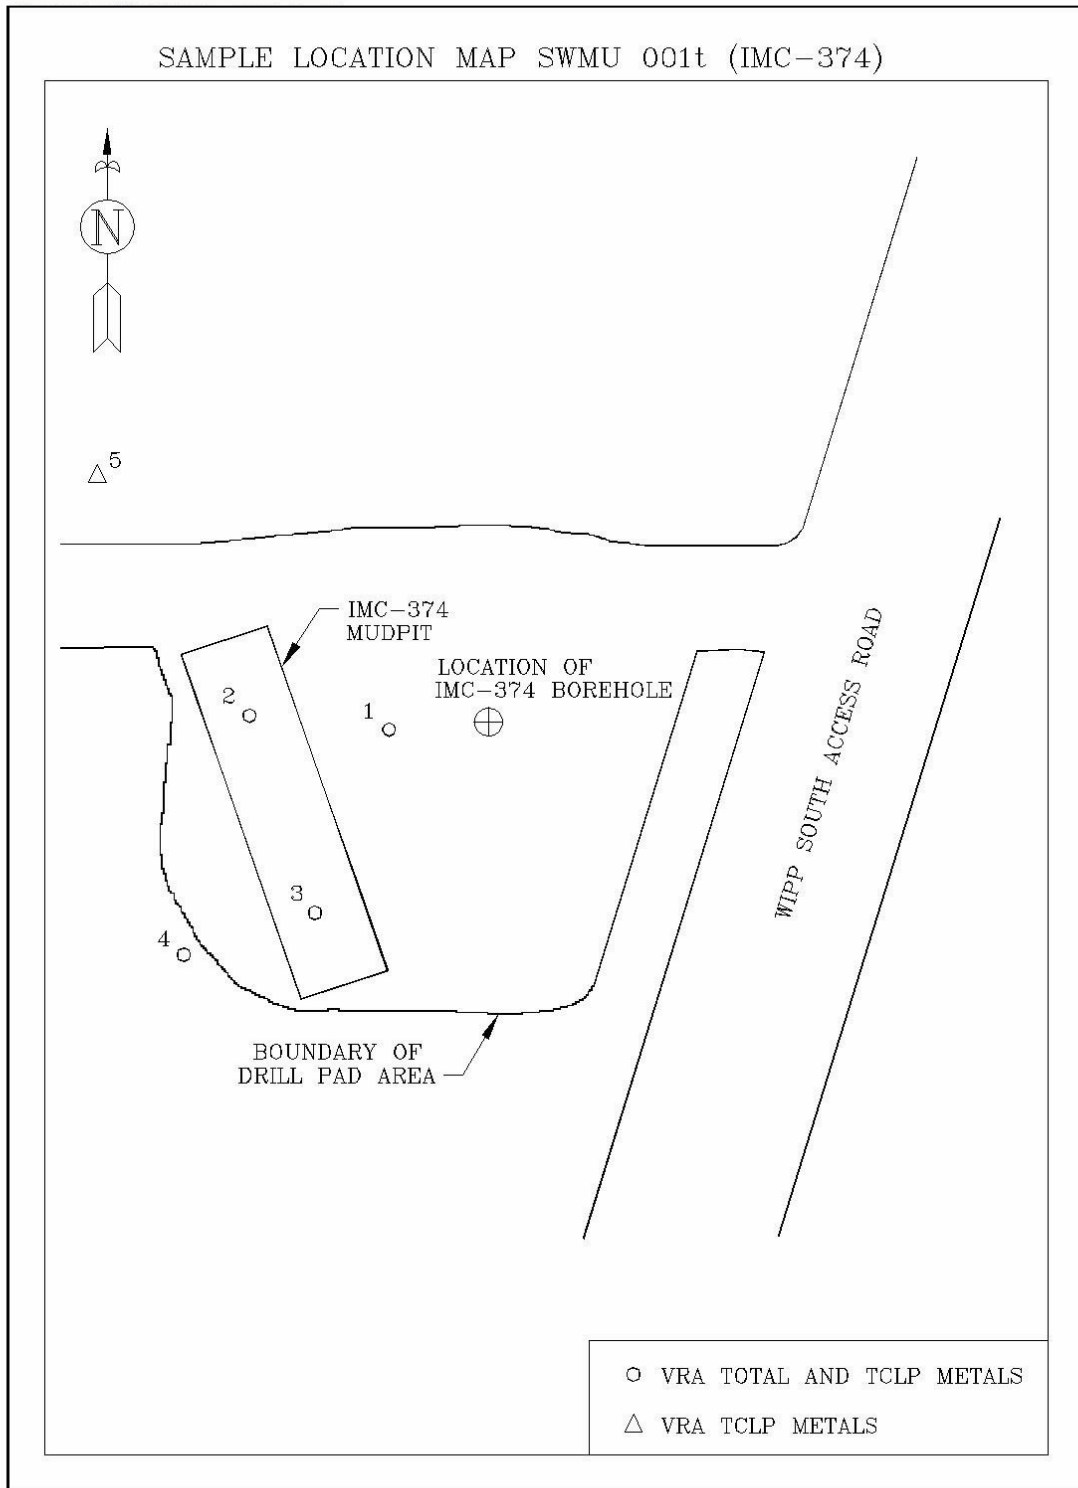 SAMPLE LOCATION MAP SWMU 001t (IMC-374)
N
5
IMC-374
MUDPIT
LOCATION OF
IMC-374 BOREHOLE
2
1
WIPP SOUTH ACCESS ROAD
3
4
BOUNDARY OF
DRILL PAD AREA
VRA TOTAL AND TCLP METALS
VRA TCLP METALS